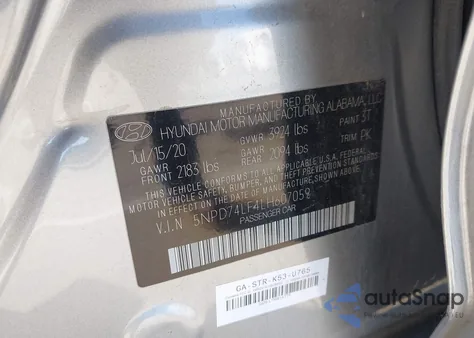 MANUFACTURED BY
HYUNDAI MOTOR MANUFACTURING ALABAMA, LLC
Jul/15/20 GVWR 3924 lbs PAINT 3T
GAWR FRONT 2183 lbs GAWR REAR 2094 lbs TRIM PK
THIS VEHICLE CONFORMS TO ALL APPLICABLE U.S. FEDERAL
MOTOR VEHICLE SAFETY, BUMPER, AND THEFT PREVENTION STANDARDS
IN EFFECT ON THE DATE OF MANUFACTURE SHOWN ABOVE.
V.I.N 5NPD74LF4LH607059
PASSENGER CAR
GA-STR-K53-U765
autoSnap